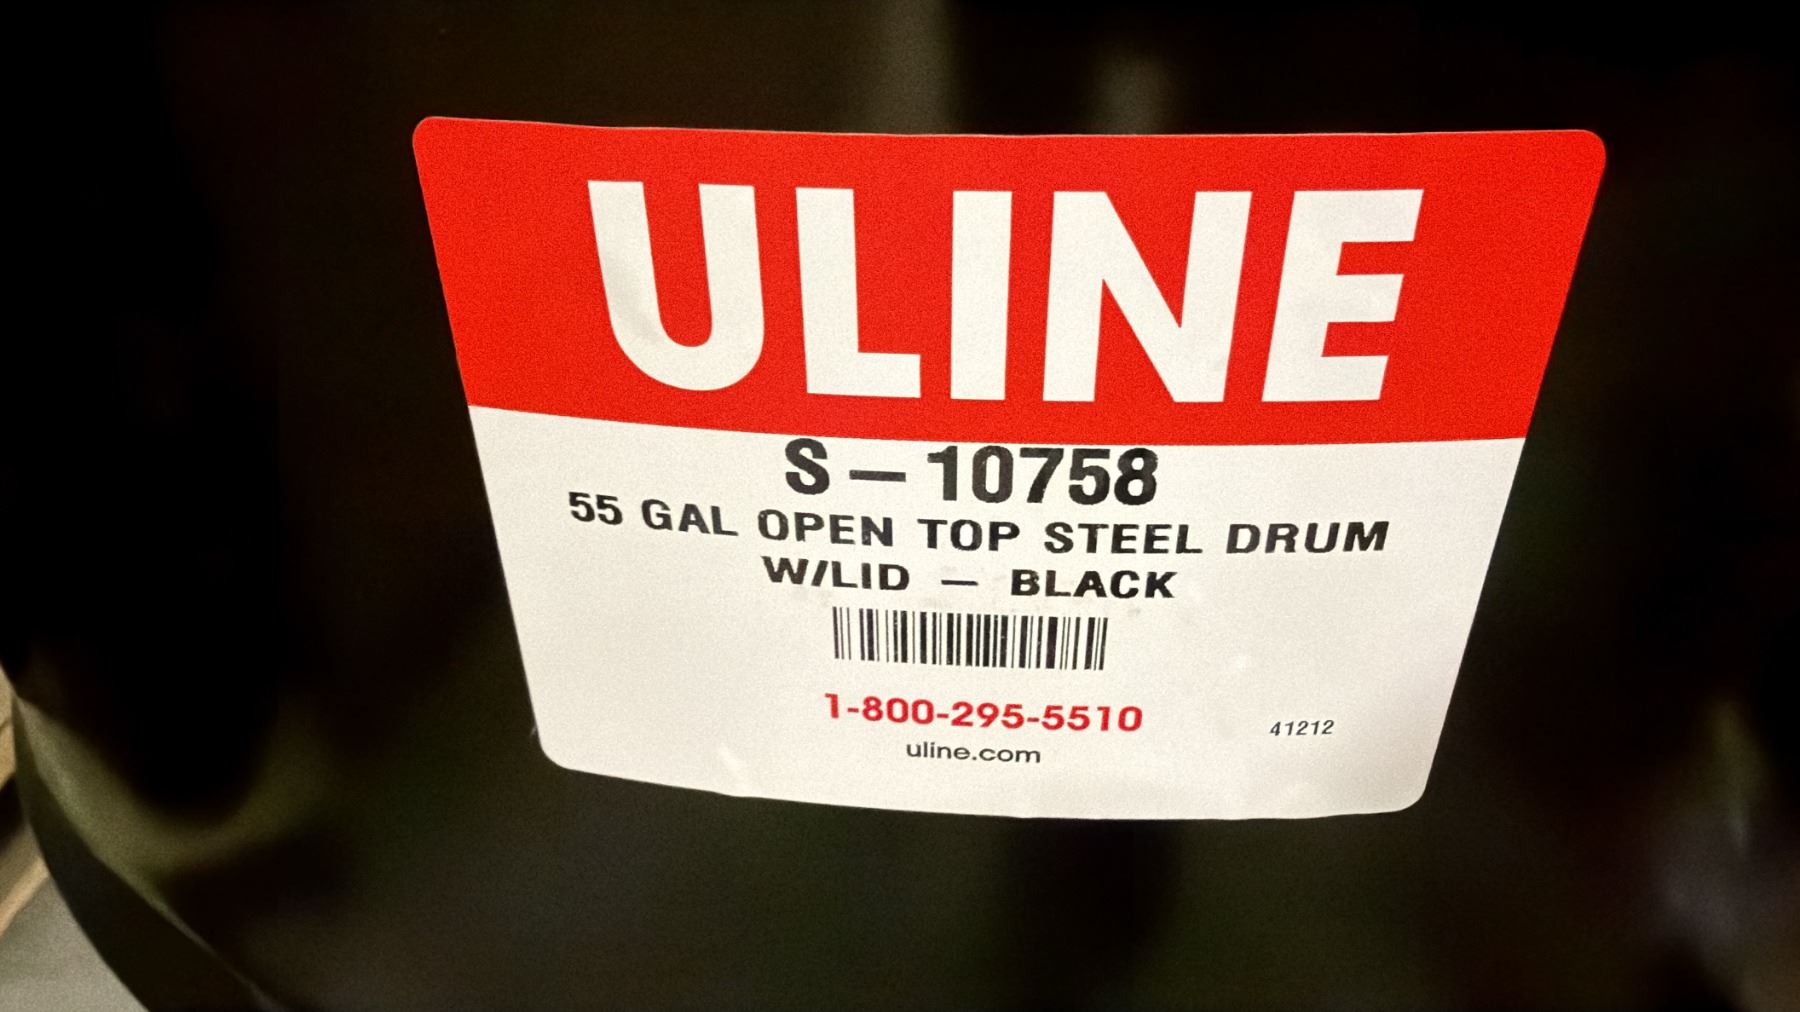 ULINE
S – 10758
55 GAL OPEN TOP STEEL DRUM
W/LID – BLACK
1-800-295-5510
41212
uline.com